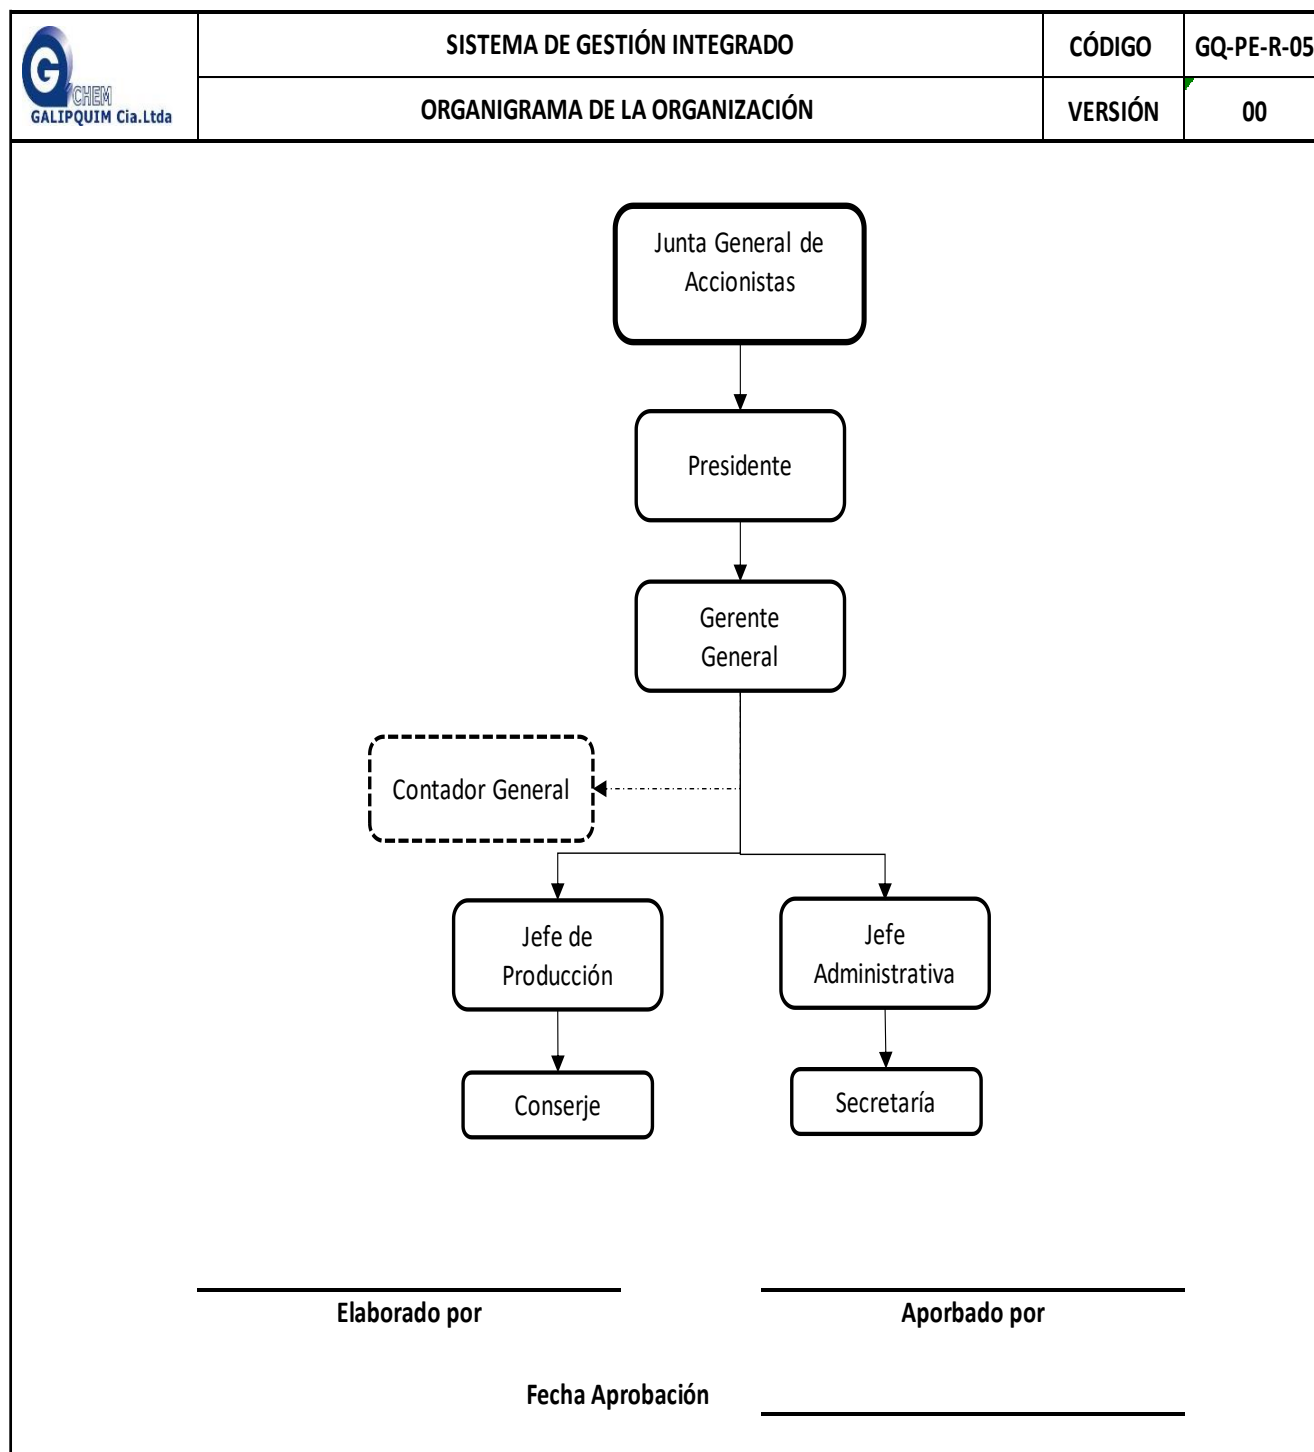 G
CHEM
GALIPQUIM Cia.Ltda
SISTEMA DE GESTIÓN INTEGRADO
CÓDIGO
GQ-PE-R-05
ORGANIGRAMA DE LA ORGANIZACIÓN
VERSIÓN
00
Junta General de
Accionistas
Presidente
Gerente
General
Contador General
Jefe de
Producción
Jefe
Administrativa
Conserje
Secretaría
Elaborado por
Aporbado por
Fecha Aprobación